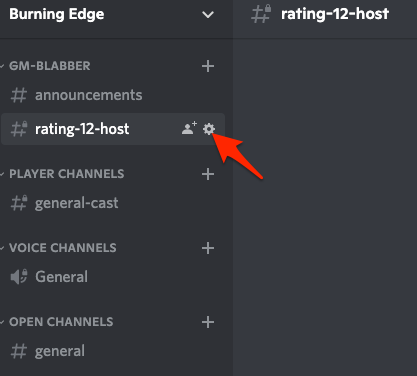 Burning Edge
rating-12-host
GM-BLABBER
announcements
rating-12-host
PLAYER CHANNELS
general-cast
VOICE CHANNELS
General
OPEN CHANNELS
general